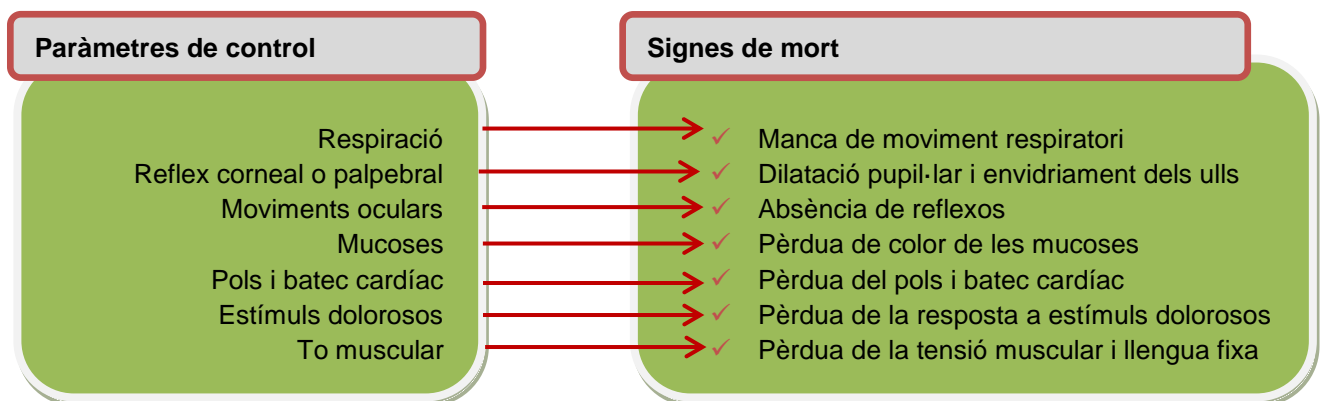 Paràmetres de control
Signes de mort
Respiració
Manca de moviment respiratori
Reflex corneal o palpebral
Dilatació pupil·lar i envidriament dels ulls
Moviments oculars
Absència de reflexos
Mucoses
Pèrdua de color de les mucoses
Pols i batec cardíac
Pèrdua del pols i batec cardíac
Estímuls dolorosos
Pèrdua de la resposta a estímuls dolorosos
To muscular
Pèrdua de la tensió muscular i llengua fixa